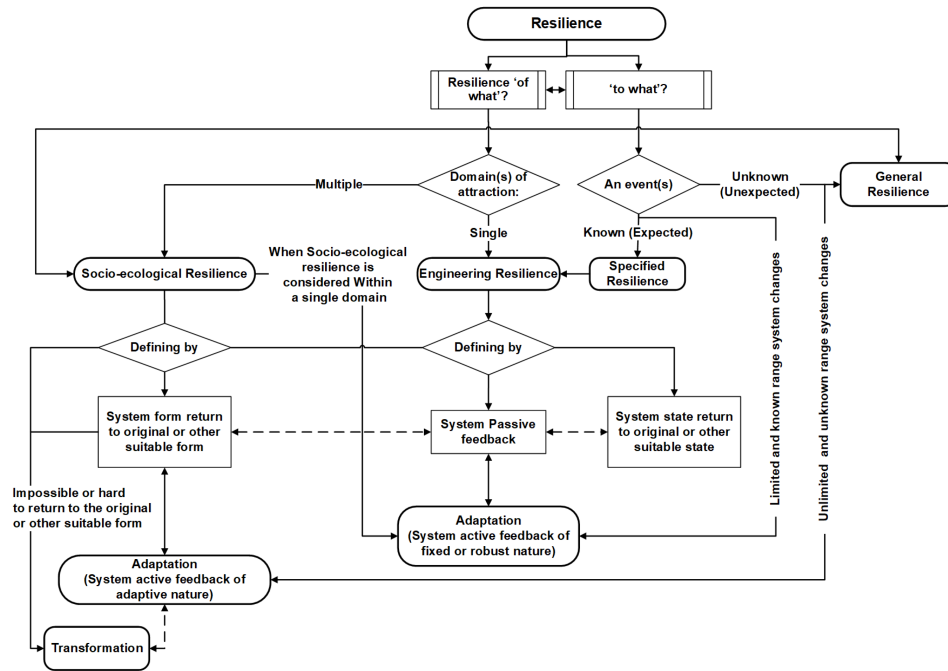 Resilience
Resilience 'of
what'?
'to what'?
Domain(s) of
attraction:
An event(s)
Unknown
(Unexpected)
General
Resilience
Multiple
Single
Known (Expected)
When Socio-ecological
resilience is
considered Within
a single domain
Socio-ecological Resilience
Engineering Resilience
Specified
Resilience
Defining by
Defining by
System form return
to original or other
suitable form
System Passive
feedback
System state return
to original or other
suitable state
Limited and known range system changes
Unlimited and unknown range system changes
Impossible or hard
to return to the original
or other suitable form
Adaptation
(System active feedback of
fixed or robust nature)
Adaptation
(System active feedback of
adaptive nature)
Transformation